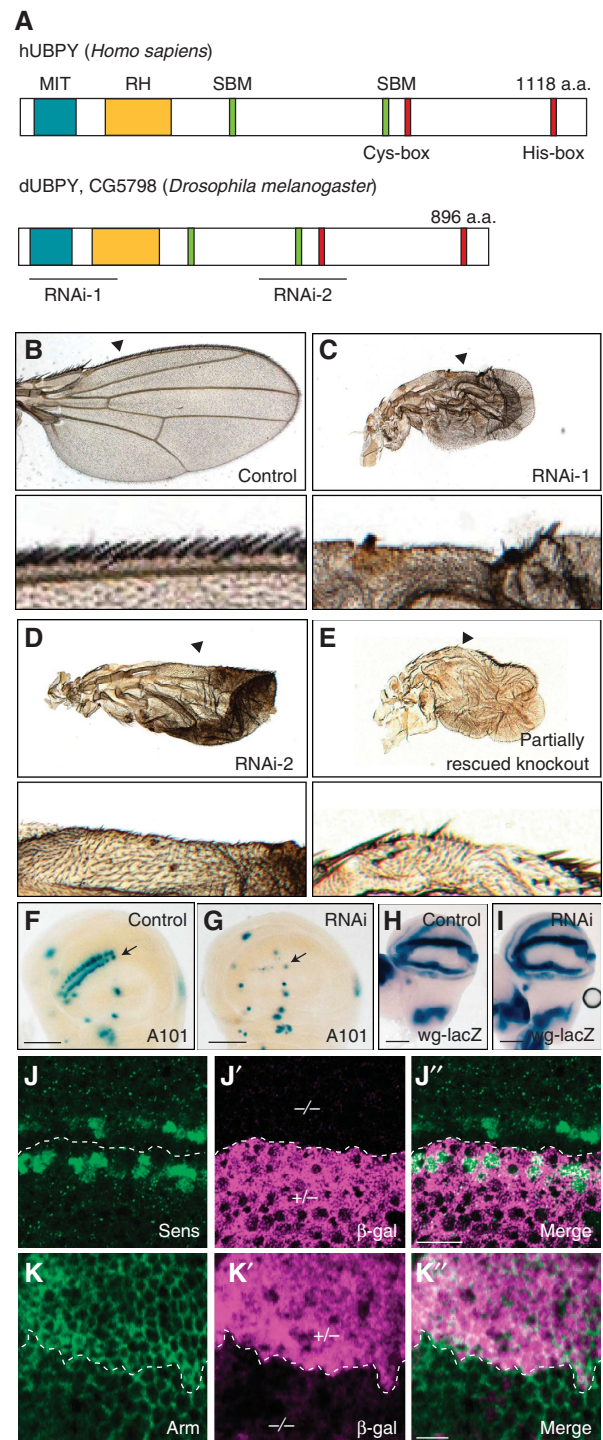 A
hUBPY (Homo sapiens)
MIT RH SBM SBM 1118 a.a.
Cys-box His-box
dUBPY, CG5798 (Drosophila melanogaster)
896 a.a.
RNAi-1 RNAi-2
B
Control
C
RNAi-1
D
RNAi-2
E
Partially
rescued knockout
F
Control
A101
G
RNAi
A101
H
Control
wg-lacZ
I
RNAi
wg-lacZ
J
Sens
J′
–/–
+/–
β-gal
J″
Merge
K
Arm
K′
+/–
–/–
β-gal
K″
Merge